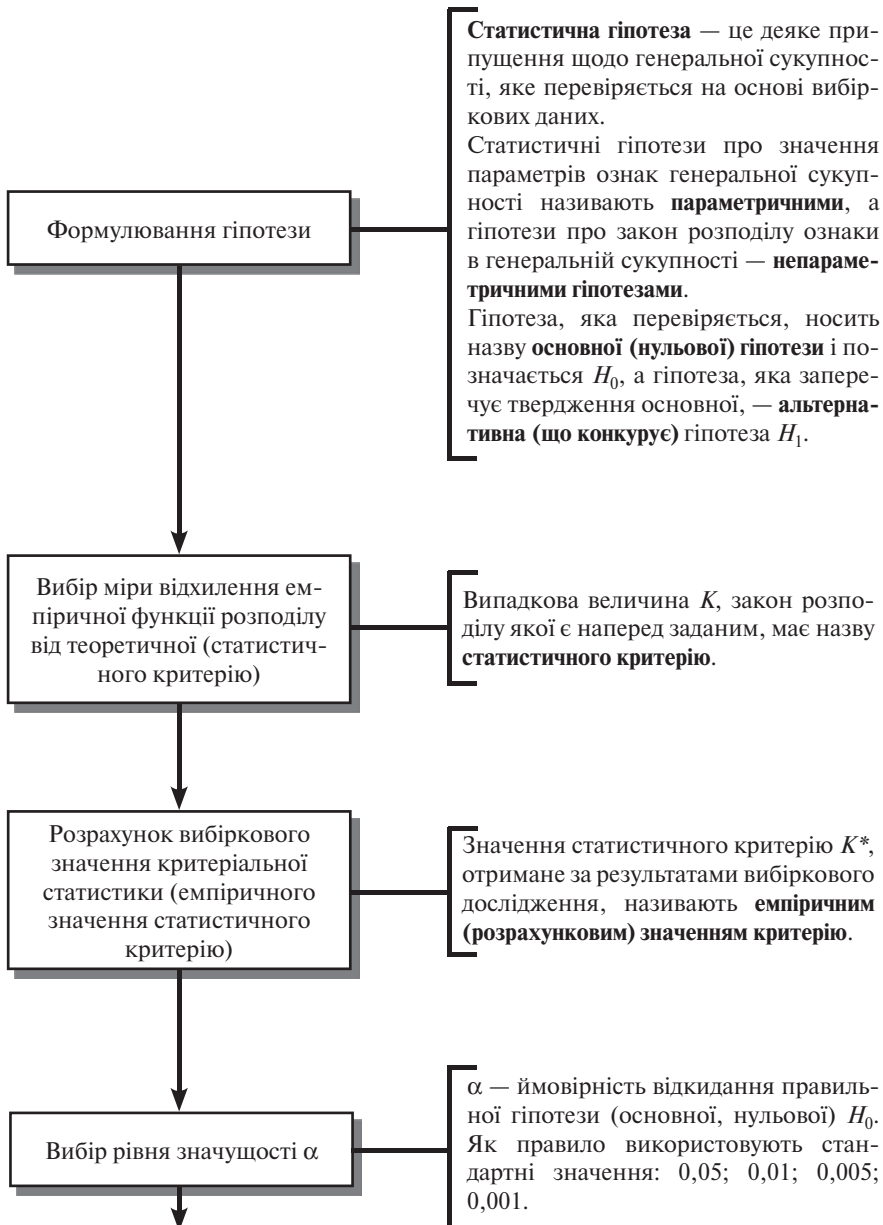 Статистична гіпотеза — це деяке при-
пущення щодо генеральної сукупнос-
ті, яке перевіряється на основі вибір-
кових даних.
Статистичні гіпотези про значення
параметрів ознак генеральної сукуп-
ності називають параметричними, а
гіпотези про закон розподілу ознаки
в генеральній сукупності — непараме-
тричними гіпотезами.
Гіпотеза, яка перевіряється, носить
назву основної (нульової) гіпотези і по-
значається H₀, а гіпотеза, яка запере-
чує твердження основної, — альтерна-
тивна (що конкурує) гіпотеза H₁.
Формулювання гіпотези
Вибір міри відхилення ем-
піричної функції розподілу
від теоретичної (статистич-
ного критерію)
Випадкова величина K, закон розпо-
ділу якої є наперед заданим, має назву
статистичного критерію.
Розрахунок вибіркового
значення критеріальної
статистики (емпіричного
значення статистичного
критерію)
Значення статистичного критерію K*,
отримане за результатами вибіркового
дослідження, називають емпіричним
(розрахунковим) значенням критерію.
Вибір рівня значущості α
α — ймовірність відкидання правиль-
ної гіпотези (основної, нульової) H₀.
Як правило використовують стан-
дартні значення: 0,05; 0,01; 0,005;
0,001.